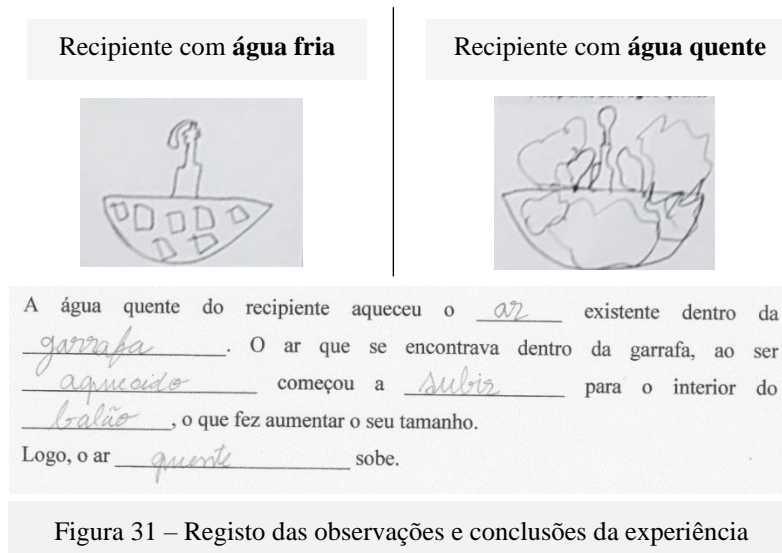 Recipiente com água fria
Recipiente com água quente
A água quente do recipiente aqueceu o ar existente dentro da
garrafa. O ar que se encontrava dentro da garrafa, ao ser
aquecido começou a subir para o interior do
balão, o que fez aumentar o seu tamanho.
Logo, o ar quente sobe.
Figura 31 – Registo das observações e conclusões da experiência